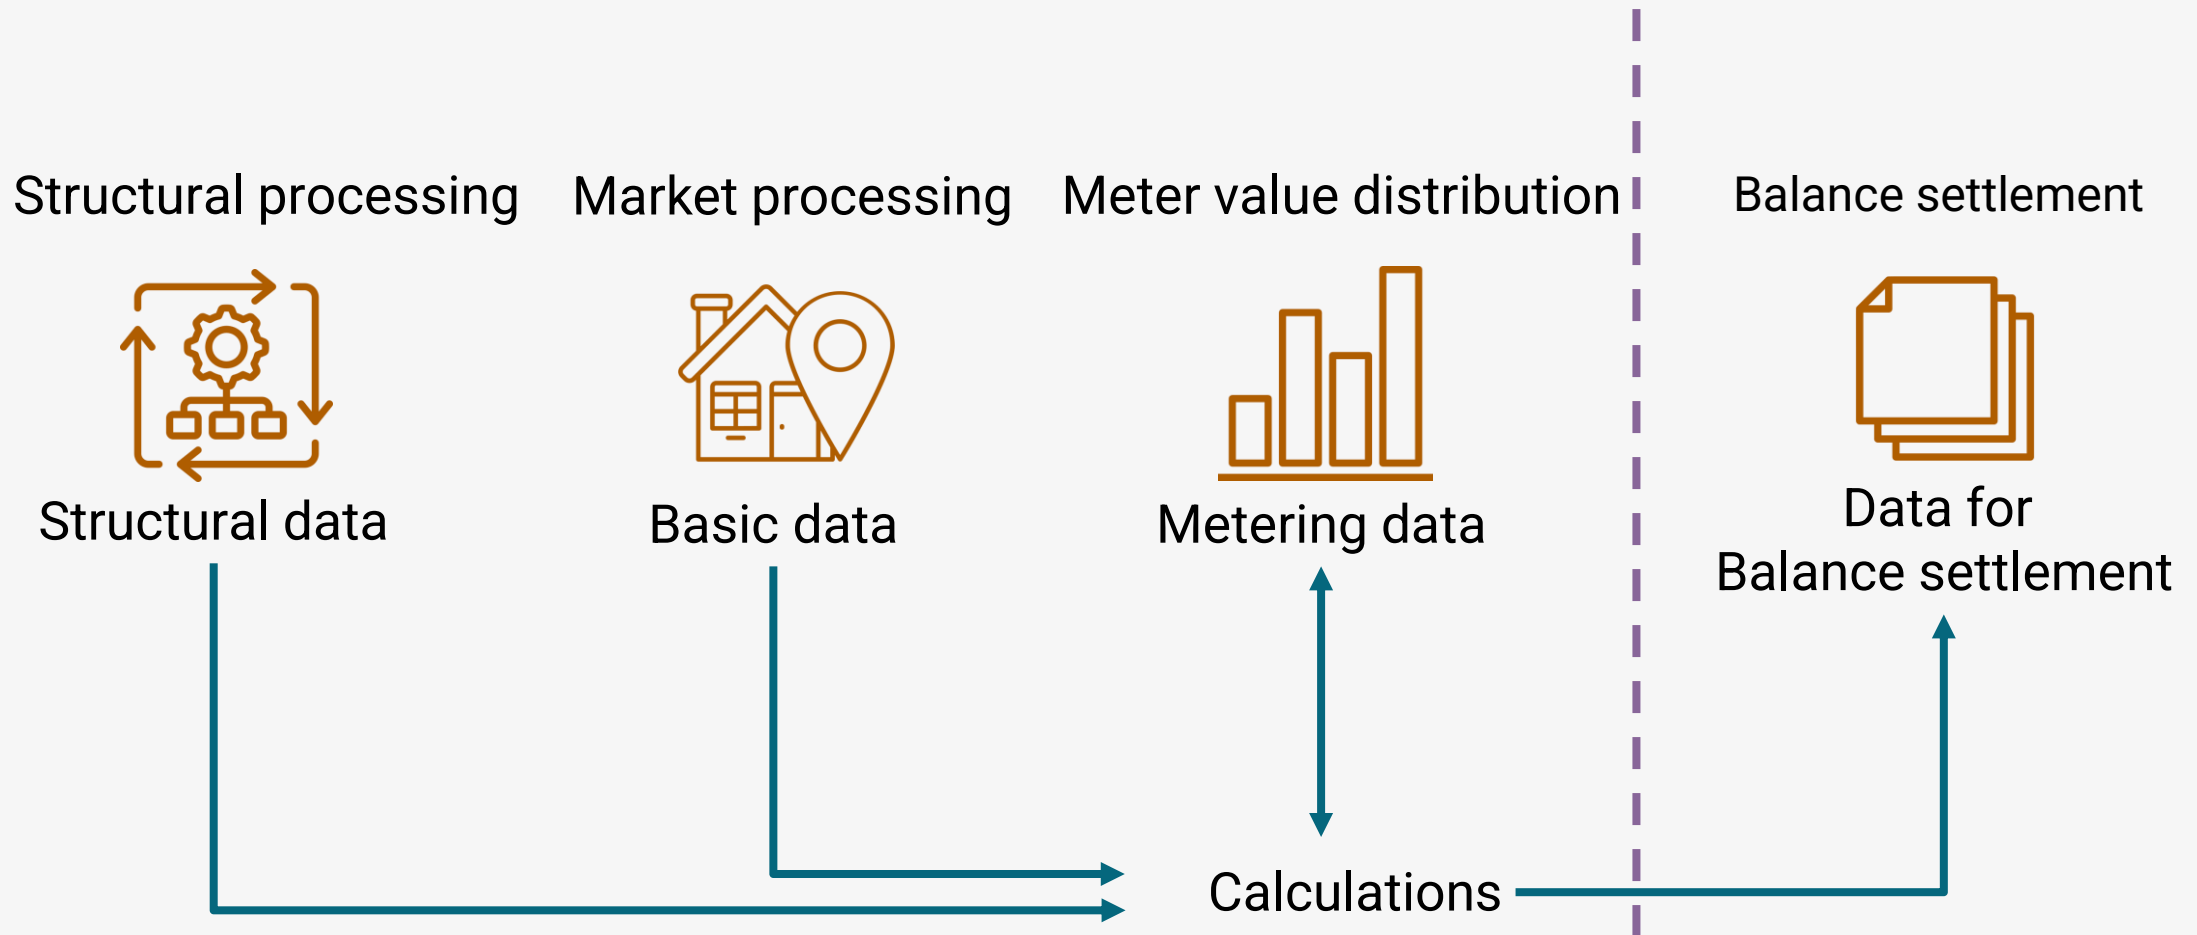 Structural processing
Market processing
Meter value distribution
Balance settlement
Structural data
Basic data
Metering data
Data for
Balance settlement
Calculations